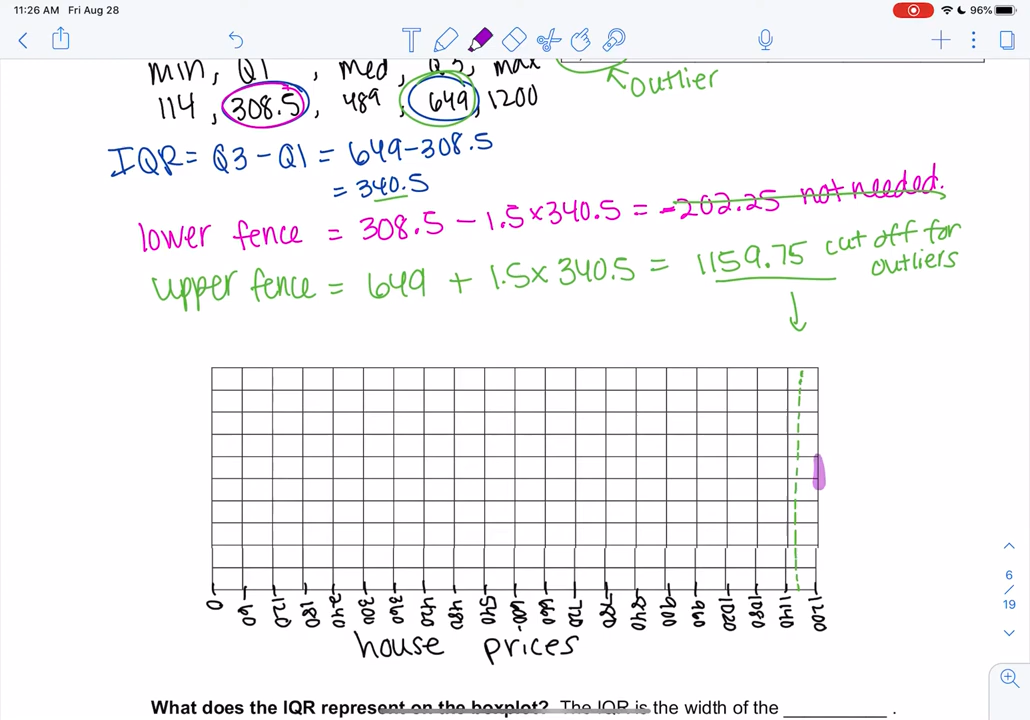 11:26 AM Fri Aug 28 96%
min, Q1, med, Q3, max
outlier
114, 308.5, 489, 649, 1200
IQR = Q3 - Q1 = 649 - 308.5
= 340.5
lower fence = 308.5 - 1.5×340.5 = -202.25 not needed.
upper fence = 649 + 1.5×340.5 = 1159.75 cut off for
outliers
0 60 120 180 240 300 360 420 480 540 600 660 720 780 840 900 960 1020 1080 1140 1200
house prices
6
/
19
What does the IQR represent on the boxplot? The IQR is the width of the ____________ .